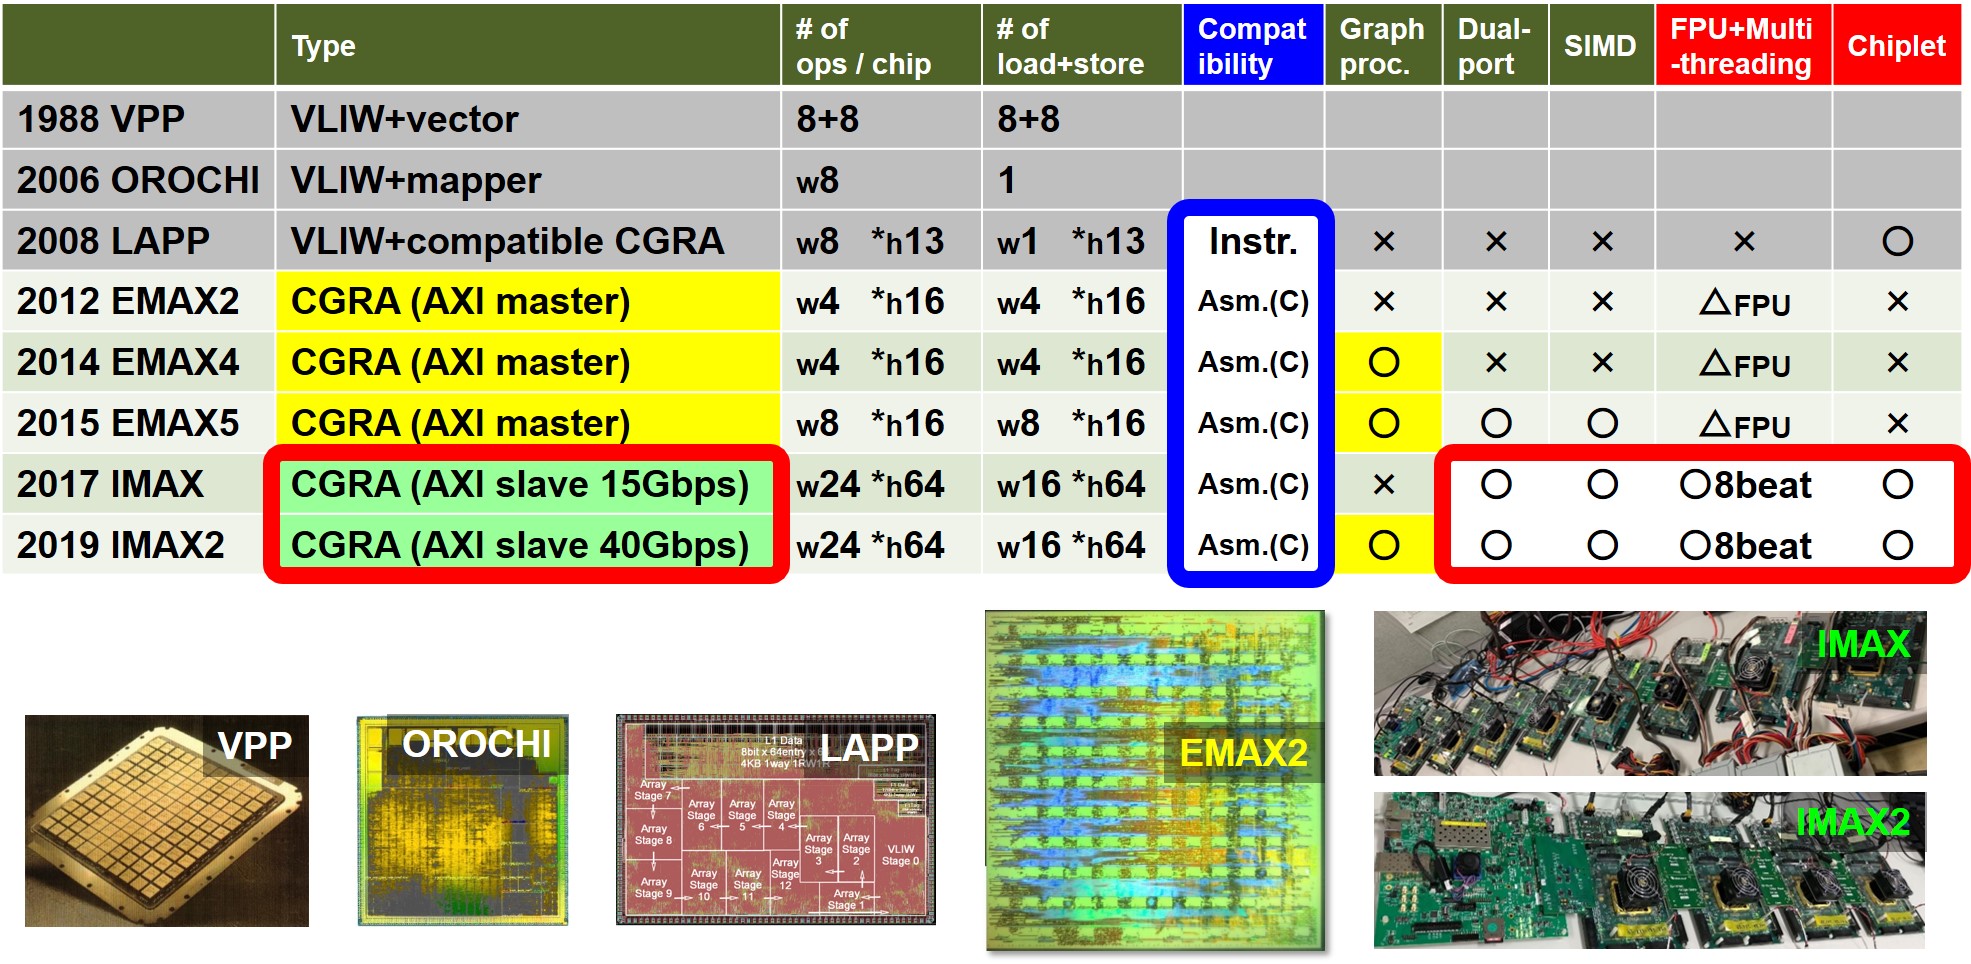 Type
# of
ops / chip
# of
load+store
Compat
ibility
Graph
proc.
Dual-
port
SIMD
FPU+Multi
-threading
Chiplet
1988 VPP VLIW+vector 8+8 8+8
2006 OROCHI VLIW+mapper w8 1
2008 LAPP VLIW+compatible CGRA w8 *h13 w1 *h13 Instr. × × × × ○
2012 EMAX2 CGRA (AXI master) w4 *h16 w4 *h16 Asm.(C) × × × △FPU ×
2014 EMAX4 CGRA (AXI master) w4 *h16 w4 *h16 Asm.(C) ○ × × △FPU ×
2015 EMAX5 CGRA (AXI master) w8 *h16 w8 *h16 Asm.(C) ○ ○ ○ △FPU ×
2017 IMAX CGRA (AXI slave 15Gbps) w24 *h64 w16 *h64 Asm.(C) × ○ ○ ○8beat ○
2019 IMAX2 CGRA (AXI slave 40Gbps) w24 *h64 w16 *h64 Asm.(C) ○ ○ ○ ○8beat ○
VPP
OROCHI
LAPP
L1 Data
8bit x 64entry x
4KB 1way 1RW1R
Array
Stage 7
Array
Stage
6
Array
Stage
5
Array
Stage
4
Array
Stage 8
Array
Stage
3
Array
Stage
2
VLIW
Stage 0
Array
Stage 9
Array
Stage
10
Array
Stage
11
Array
Stage
12
Array
Stage 1
EMAX2
IMAX
IMAX2